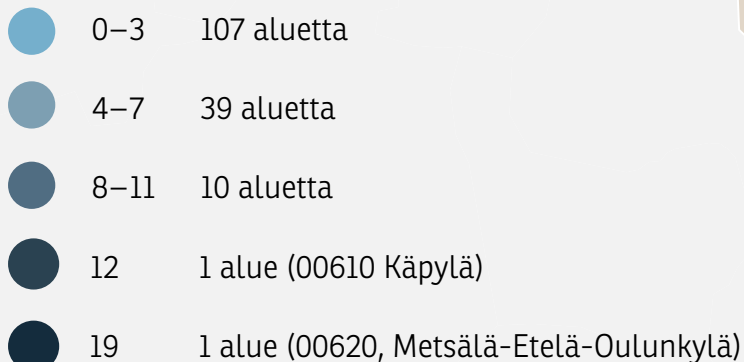 0–3 107 aluetta
4–7 39 aluetta
8–11 10 aluetta
12 1 alue (00610 Käpylä)
19 1 alue (00620, Metsälä-Etelä-Oulunkylä)